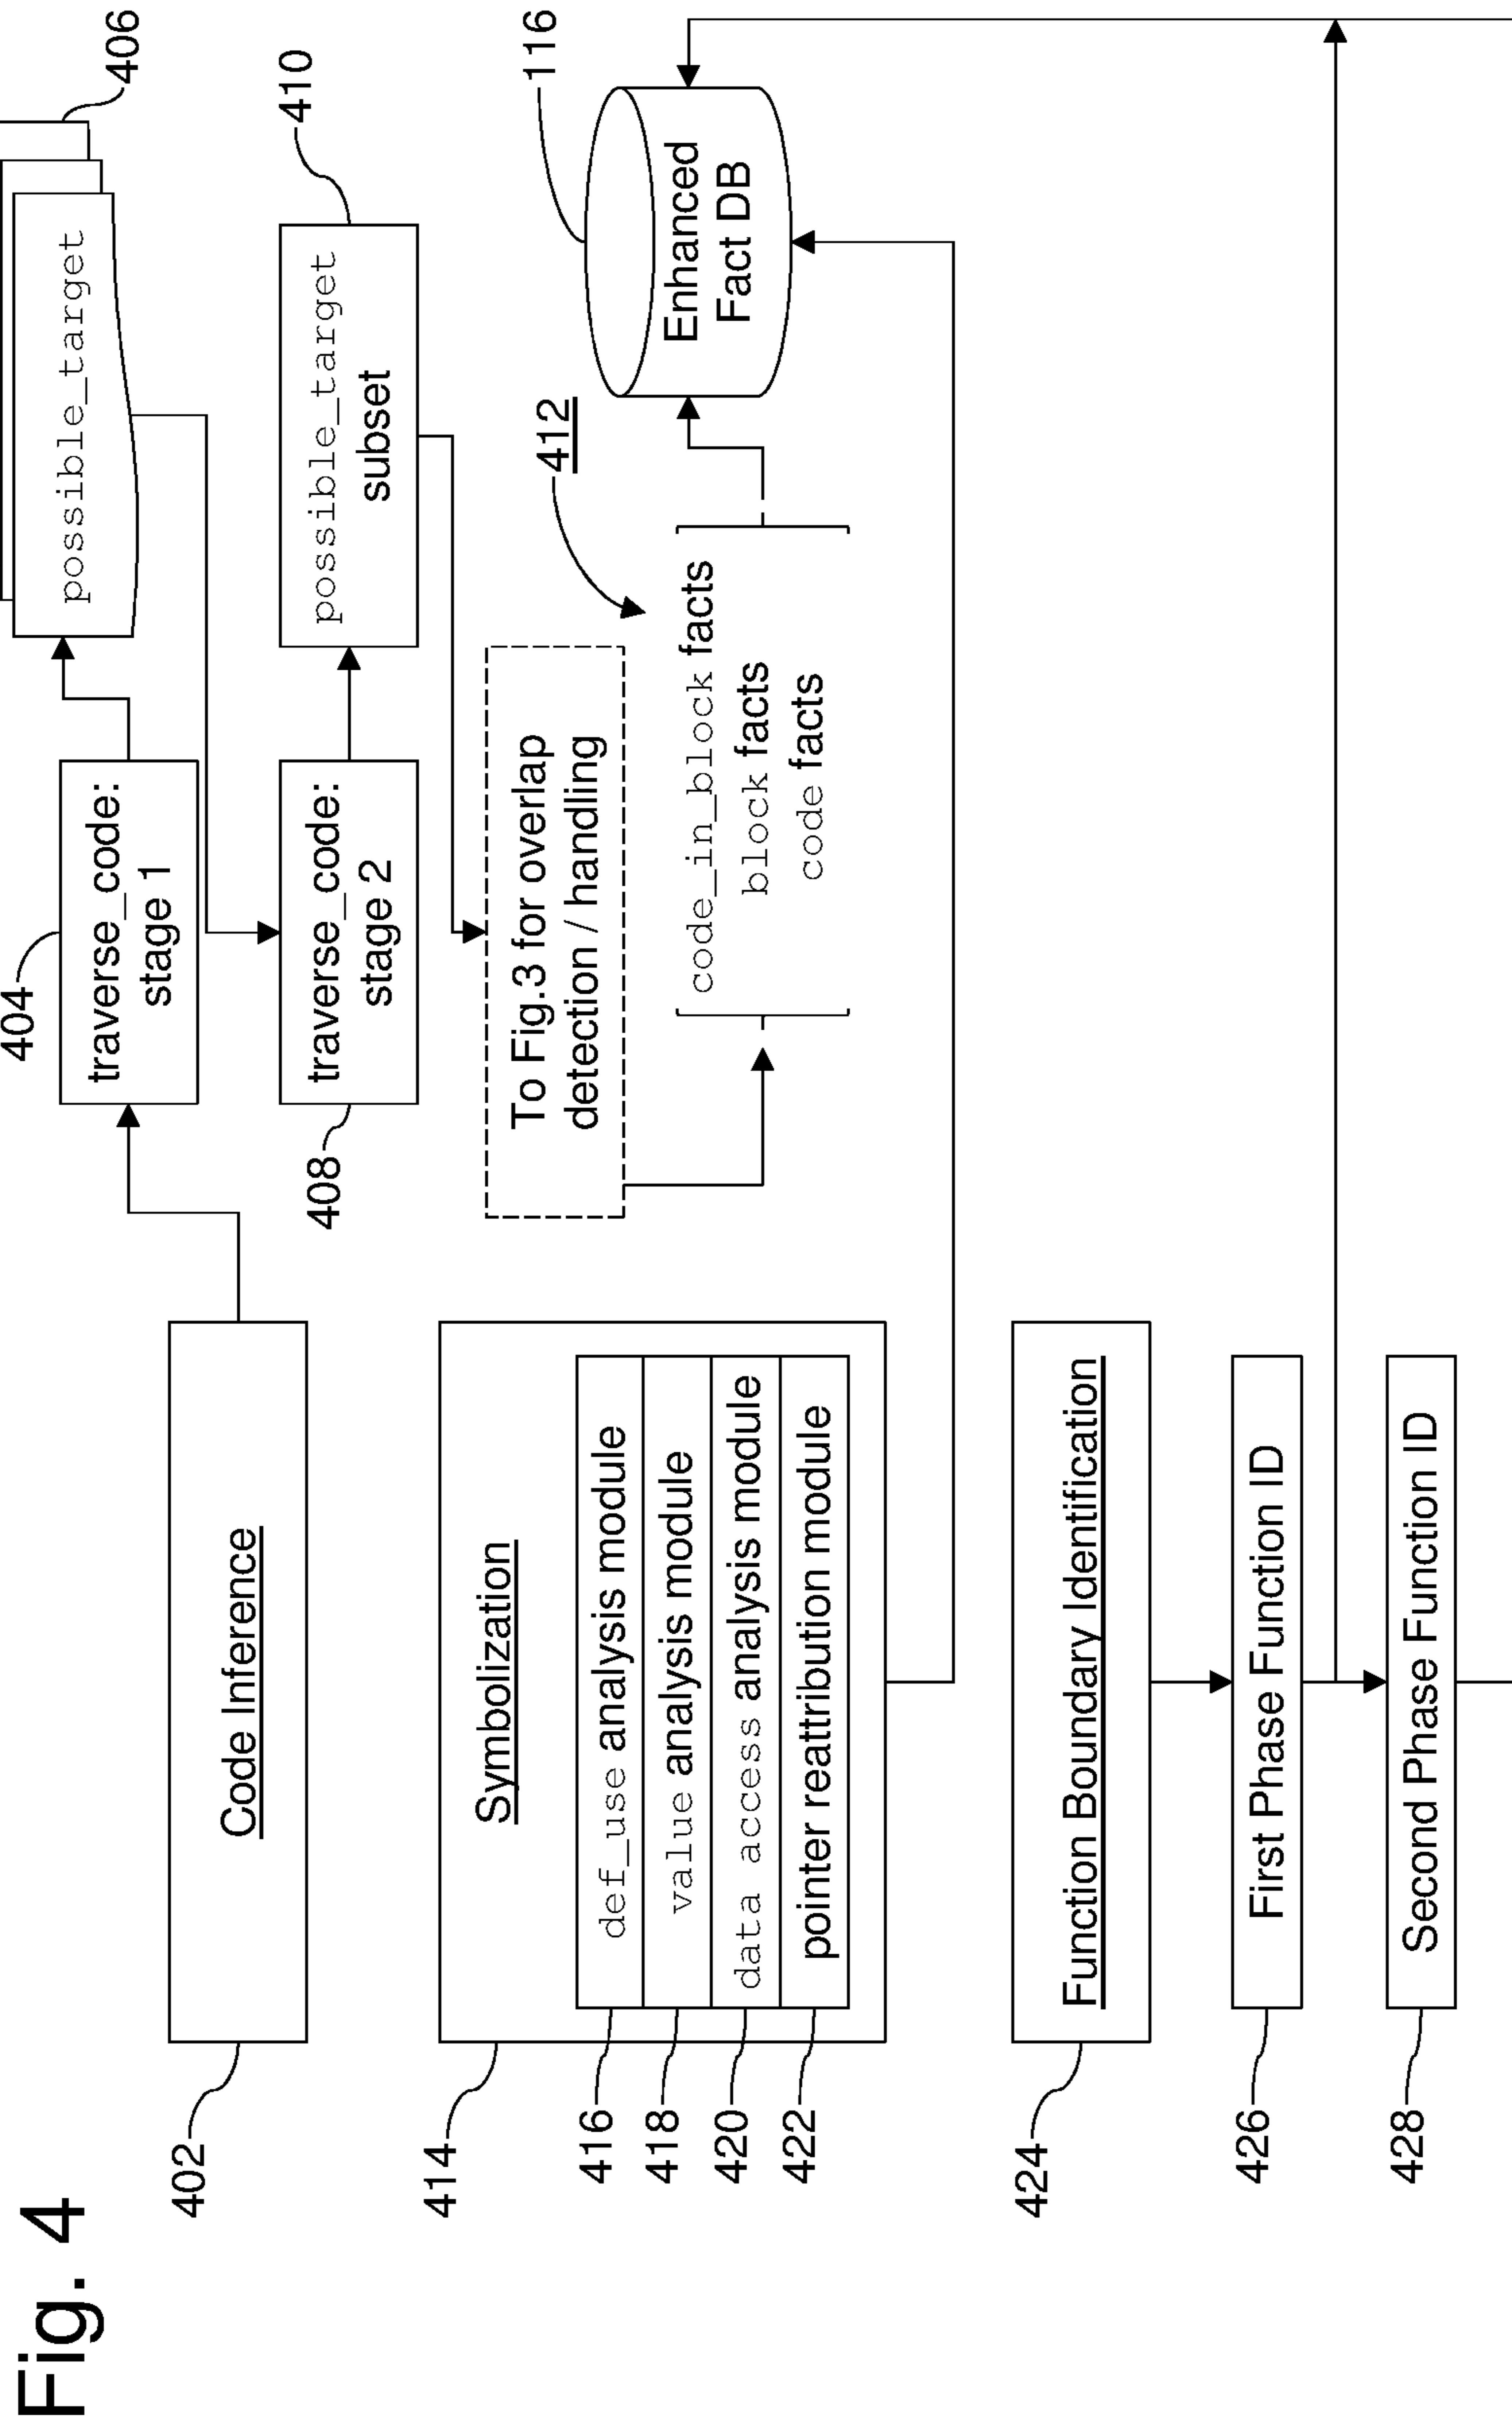 Fig. 4
402
Code Inference
404
traverse_code:
stage 1
406
possible_target
408
traverse_code:
stage 2
410
possible_target
subset
To Fig.3 for overlap
detection / handling
412
code_in_block facts
block facts
code facts
116
Enhanced
Fact DB
414
Symbolization
416
def_use analysis module
418
value analysis module
420
data access analysis module
422
pointer reattribution module
424
Function Boundary Identification
426
First Phase Function ID
428
Second Phase Function ID